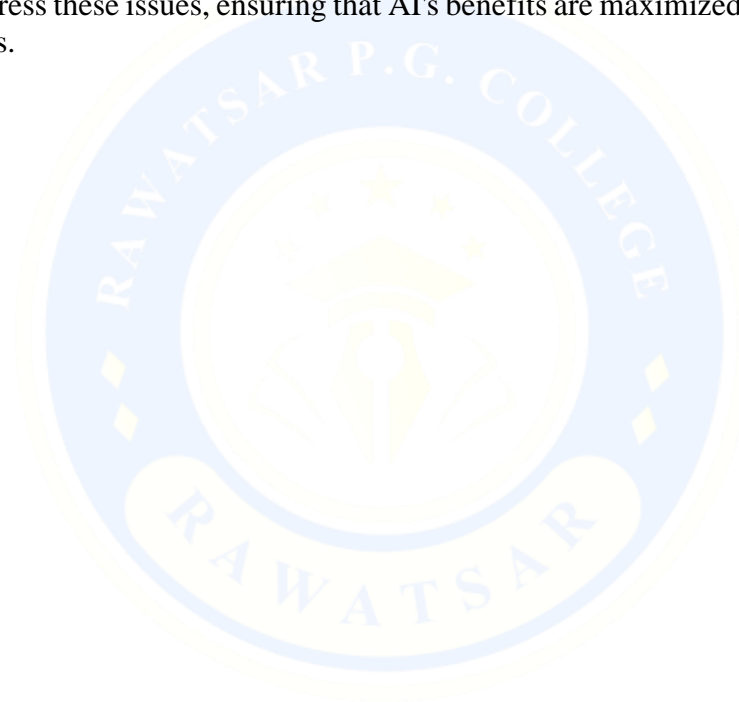 ress these issues, ensuring that AI's benefits are maximized
s.
RAWATSAR P.G. COLLEGE
RAWATSAR